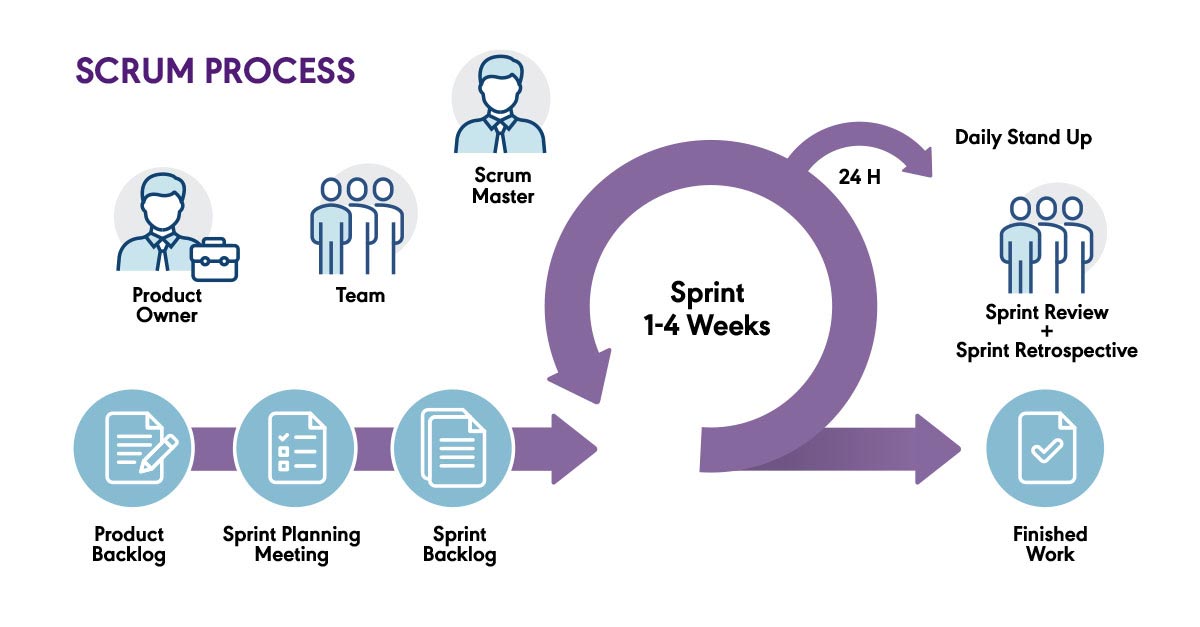 SCRUM PROCESS
Scrum
Master
Product
Owner
Team
Sprint
1-4 Weeks
24 H
Daily Stand Up
Sprint Review
+
Sprint Retrospective
Product
Backlog
Sprint Planning
Meeting
Sprint
Backlog
Finished
Work